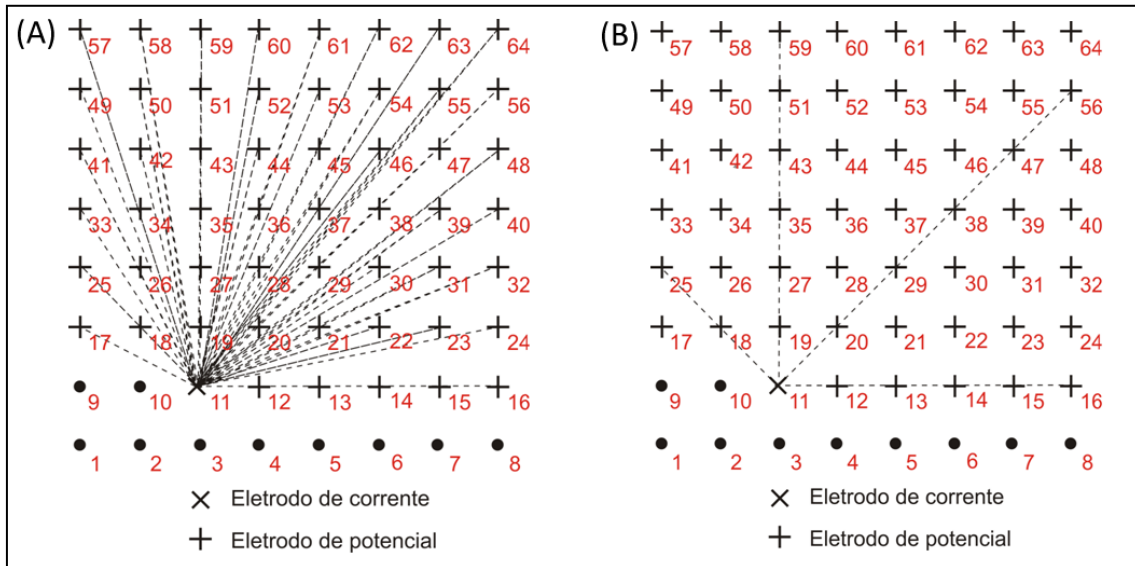 (A)
57 58 59 60 61 62 63 64
49 50 51 52 53 54 55 56
41 42 43 44 45 46 47 48
33 34 35 36 37 38 39 40
25 26 27 28 29 30 31 32
17 18 19 20 21 22 23 24
9 10 11 12 13 14 15 16
1 2 3 4 5 6 7 8
Eletrodo de corrente
Eletrodo de potencial
(B)
57 58 59 60 61 62 63 64
49 50 51 52 53 54 55 56
41 42 43 44 45 46 47 48
33 34 35 36 37 38 39 40
25 26 27 28 29 30 31 32
17 18 19 20 21 22 23 24
9 10 11 12 13 14 15 16
1 2 3 4 5 6 7 8
Eletrodo de corrente
Eletrodo de potencial